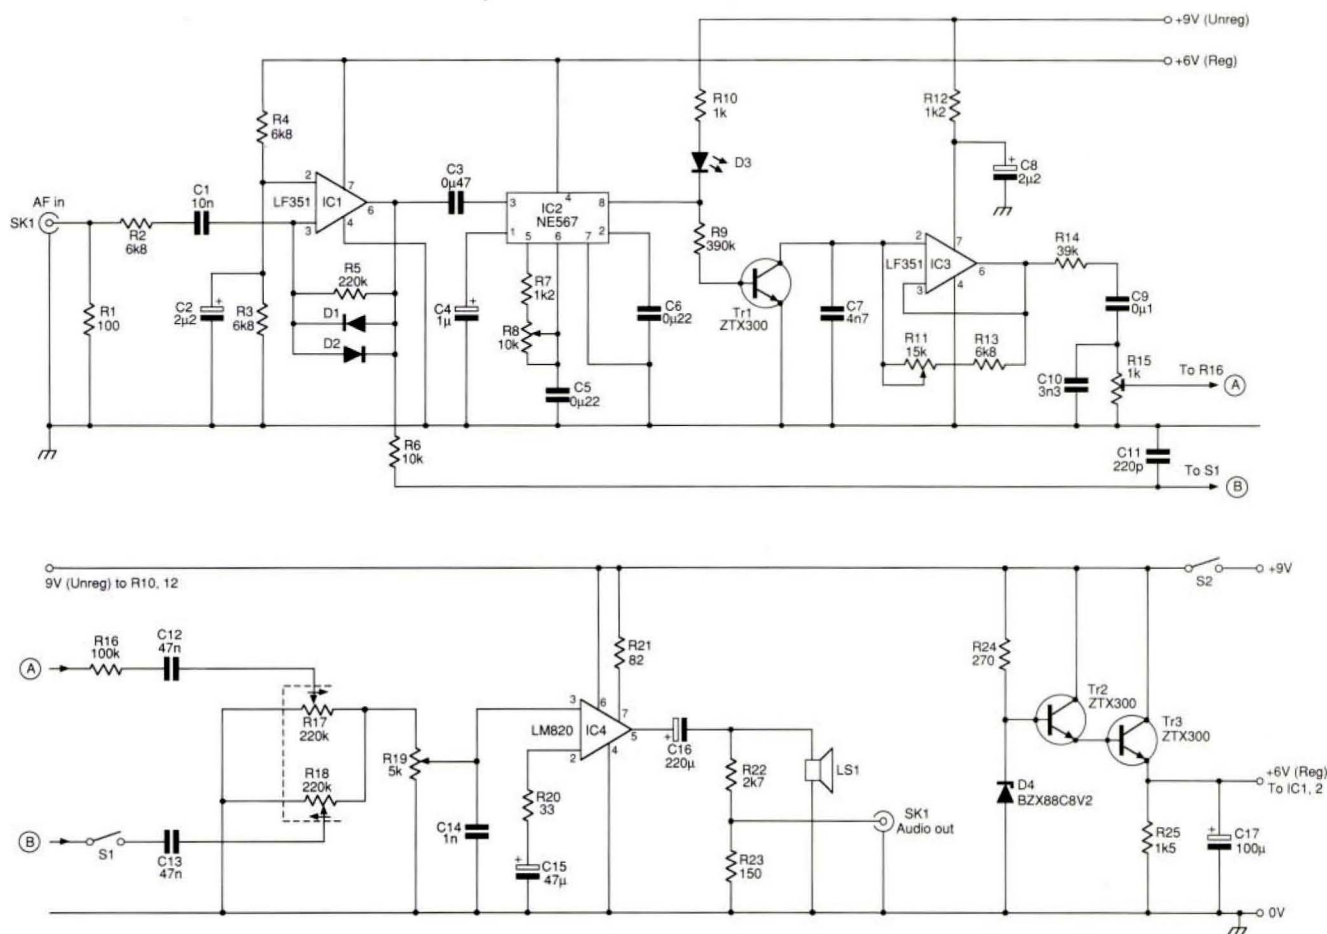 +9V (Unreg)
+6V (Reg)
R10
1k
R12
1k2
R4
6k8
D3
C8
2µ2
+
AF in
SK1
C1
10n
R2
6k8
2
7
LF351
IC1
6
3
4
C3
0µ47
3
4
8
IC2
NE567
1
5
6
7
2
R9
390k
2
7
LF351
IC3
6
3
4
R14
39k
C9
0µ1
R5
220k
D1
D2
R1
100
C2
2µ2
+
R3
6k8
C4
1µ
+
R7
1k2
R8
10k
C5
0µ22
C6
0µ22
Tr1
ZTX300
C7
4n7
R11
15k
R13
6k8
C10
3n3
R15
1k
To R16
A
R6
10k
C11
220p
To S1
B
9V (Unreg) to R10, 12
S2
+9V
A
R16
100k
C12
47n
R17
220k
R18
220k
B
S1
C13
47n
R19
5k
C14
1n
R21
82
3
6
7
LM820
IC4
5
2
4
R20
33
C15
47µ
+
C16
220µ
+
R22
2k7
LS1
R23
150
SK1
Audio out
R24
270
Tr2
ZTX300
Tr3
ZTX300
D4
BZX88C8V2
+6V (Reg)
To IC1, 2
R25
1k5
C17
100µ
+
0V